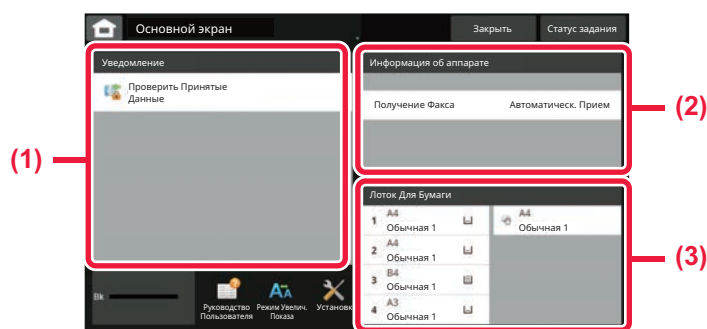 Основной экран
Закрыть
Статус задания
Уведомление
Проверить Принятые
Данные
Информация об аппарате
Получение Факса
Автоматическ. Прием
(1)
(2)
Лоток Для Бумаги
1 A4
Обычная 1
A4
Обычная 1
2 A4
Обычная 1
3 B4
Обычная 1
4 A3
Обычная 1
(3)
Bk
Руководство
Пользователя
Режим Увелич.
Показа
Установк